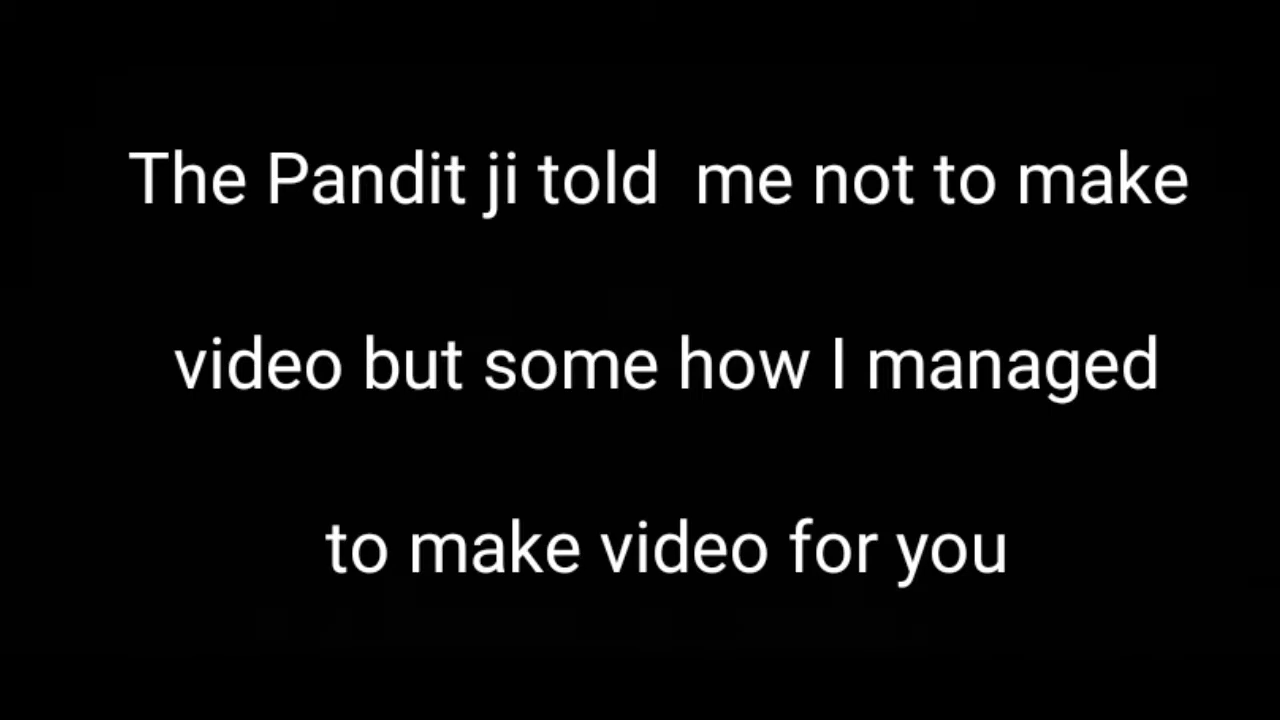 The Pandit ji told  me not to make
video but some how I managed
to make video for you